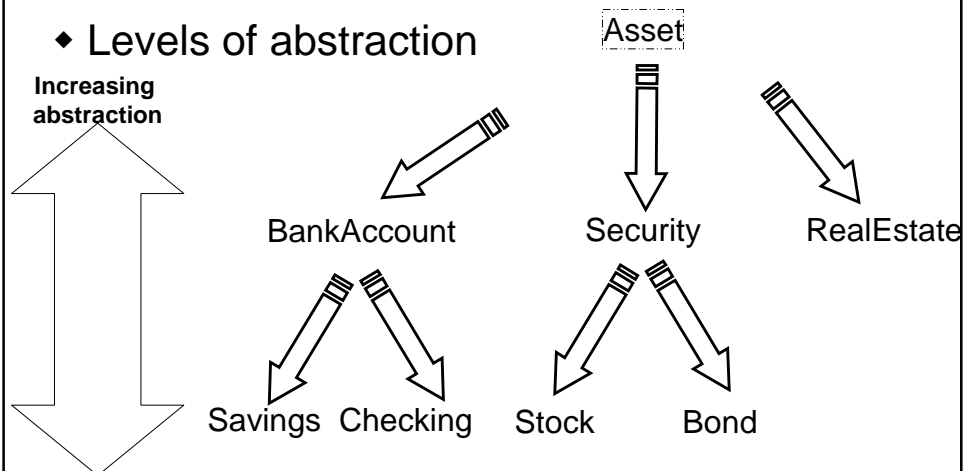 ◆ Levels of abstraction
Asset
Increasing
abstraction
BankAccount
Security
RealEstate
Savings
Checking
Stock
Bond